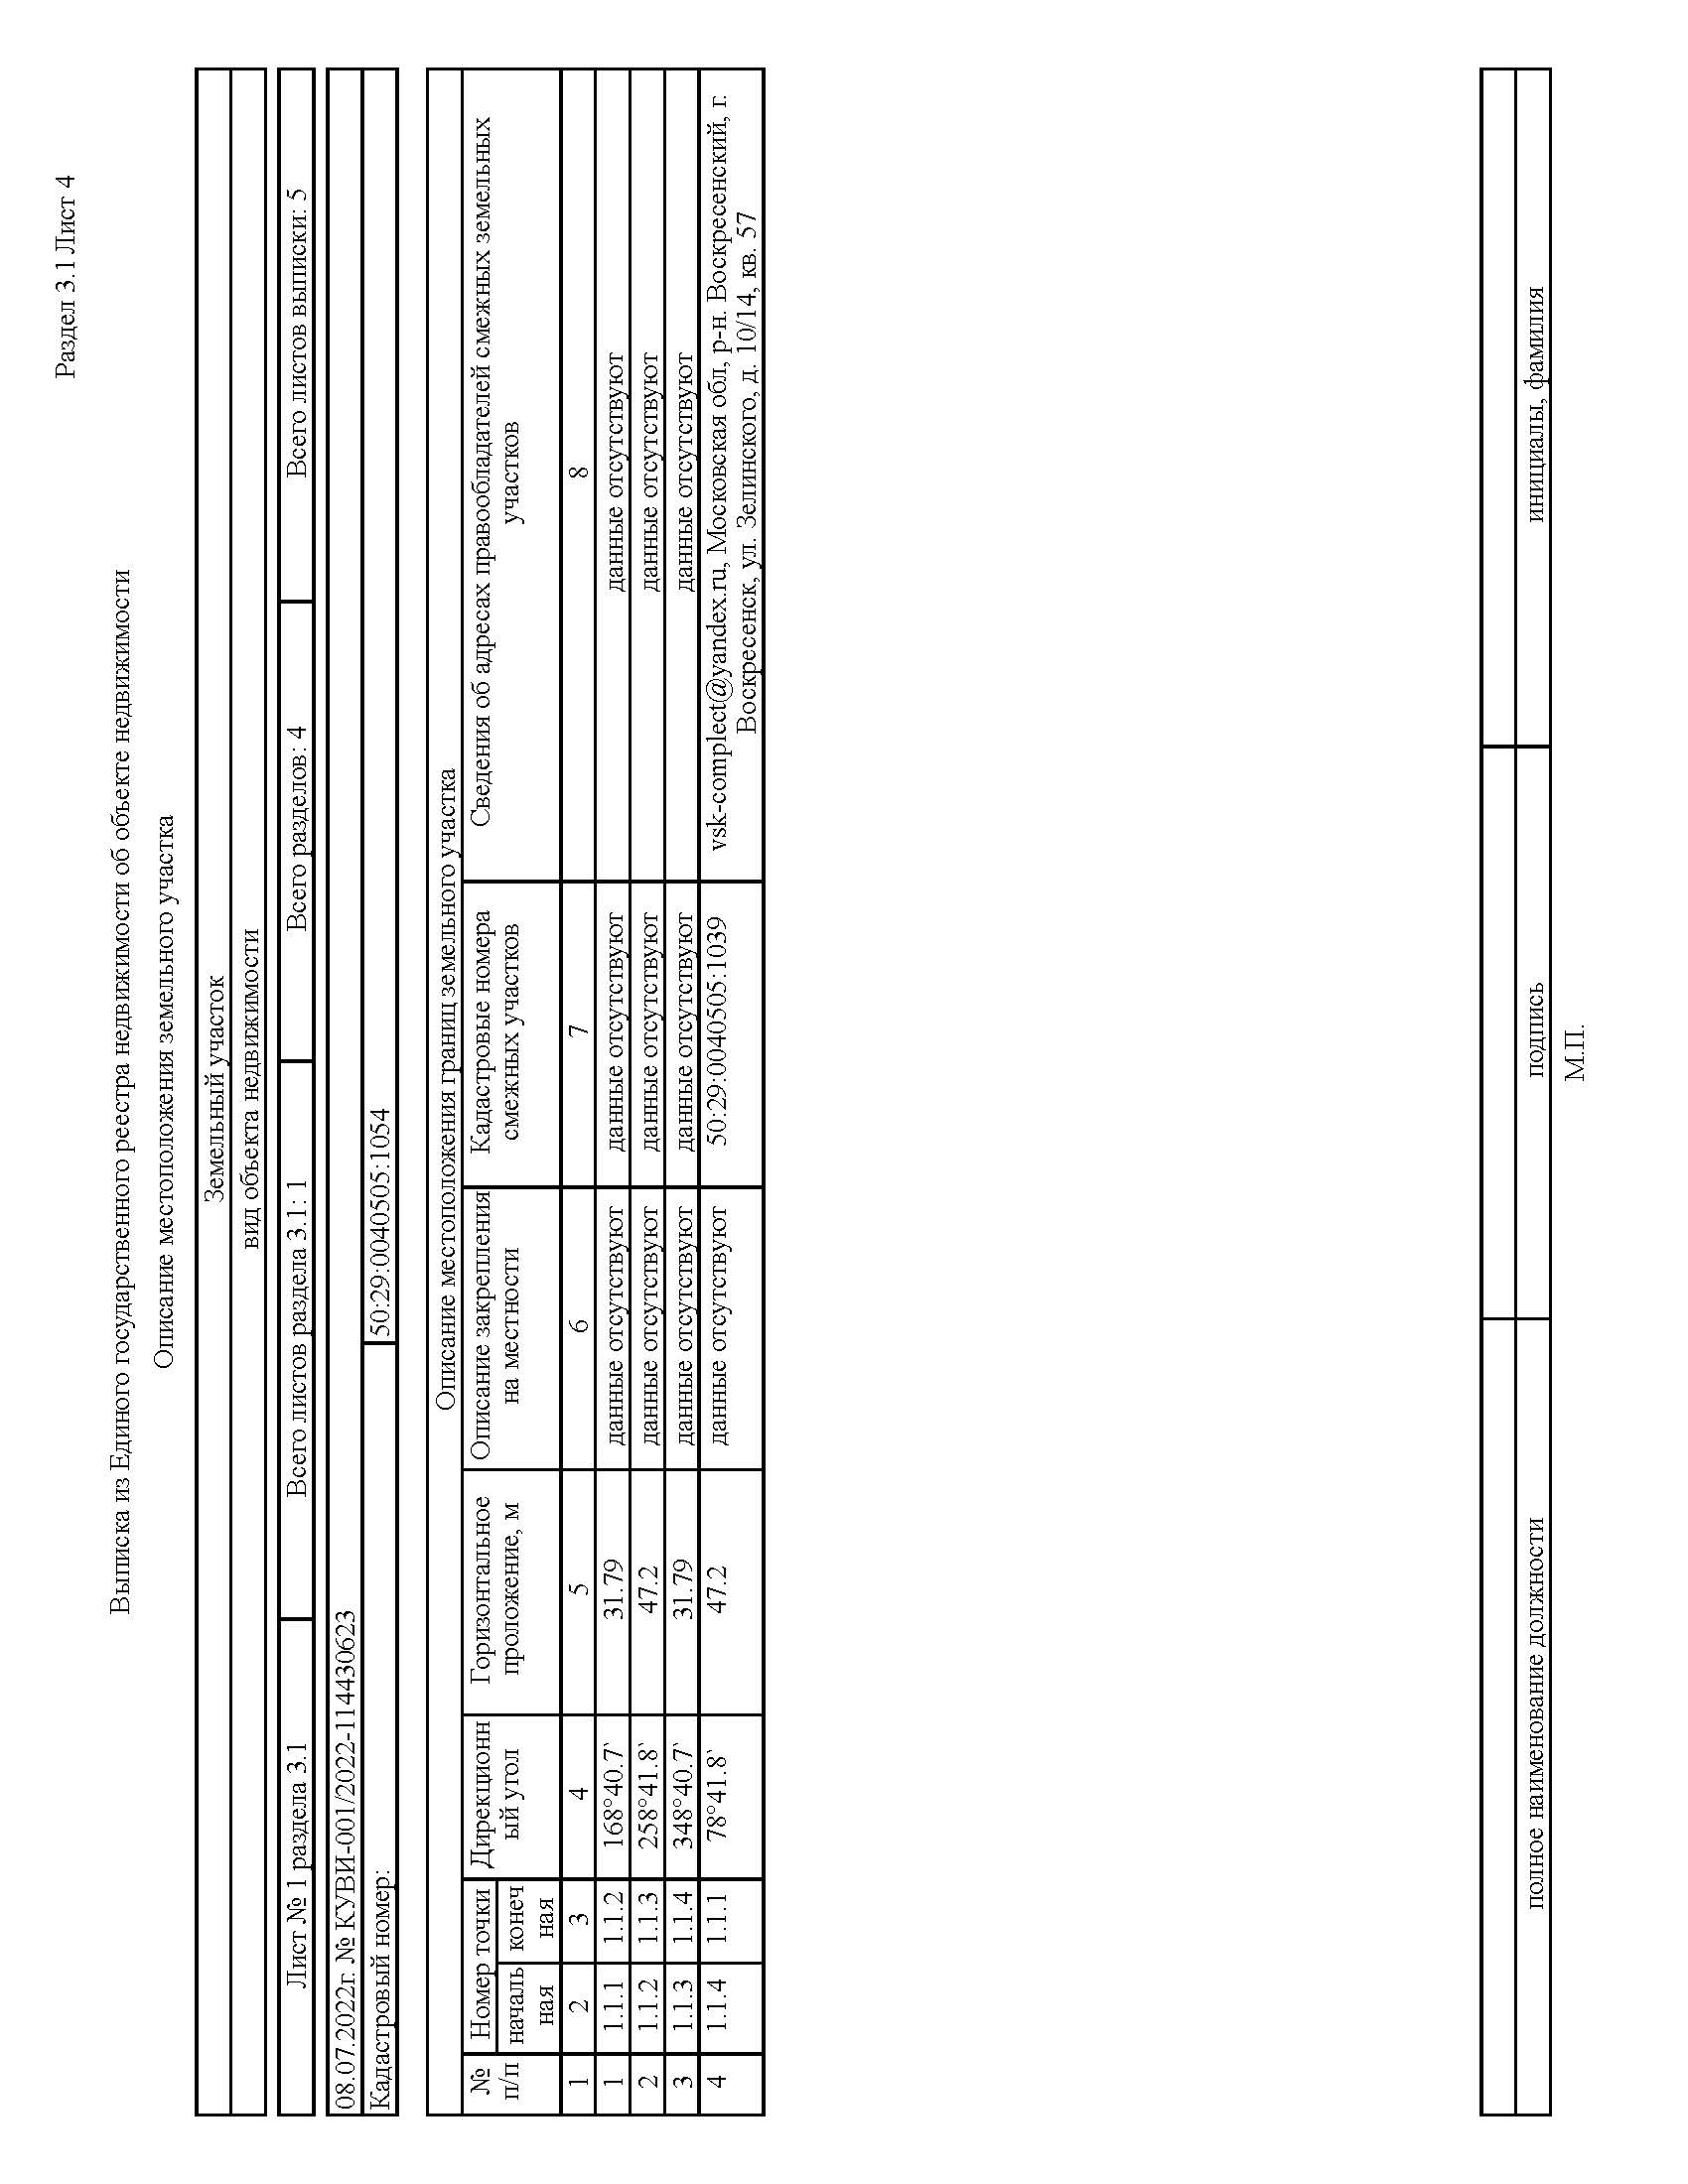 Раздел 3.1 Лист 4
Выписка из Единого государственного реестра недвижимости об объекте недвижимости
Описание местоположения земельного участка
Земельный участок
вид объекта недвижимости
Лист № 1 раздела 3.1 Всего листов раздела 3.1: 1 Всего разделов: 4 Всего листов выписки: 5
08.07.2022г. № КУВИ-001/2022-114430623
Кадастровый номер: 50:29:0040505:1054
Описание местоположения границ земельного участка
№ Номер точки Дирекционн Горизонтальное Описание закрепления Кадастровые номера Сведения об адресах правообладателей смежных земельных
п/п началь конеч ый угол проложение, м на местности смежных участков участков
ная ная
1 2 3 4 5 6 7 8
1 1.1.1 1.1.2 168°40.7` 31.79 данные отсутствуют данные отсутствуют данные отсутствуют
2 1.1.2 1.1.3 258°41.8` 47.2 данные отсутствуют данные отсутствуют данные отсутствуют
3 1.1.3 1.1.4 348°40.7` 31.79 данные отсутствуют данные отсутствуют данные отсутствуют
4 1.1.4 1.1.1 78°41.8` 47.2 данные отсутствуют 50:29:0040505:1039 vsk-complect@yandex.ru, Московская обл, р-н. Воскресенский, г.
Воскресенск, ул. Зелинского, д. 10/14, кв. 57
полное наименование должности подпись инициалы, фамилия
М.П.